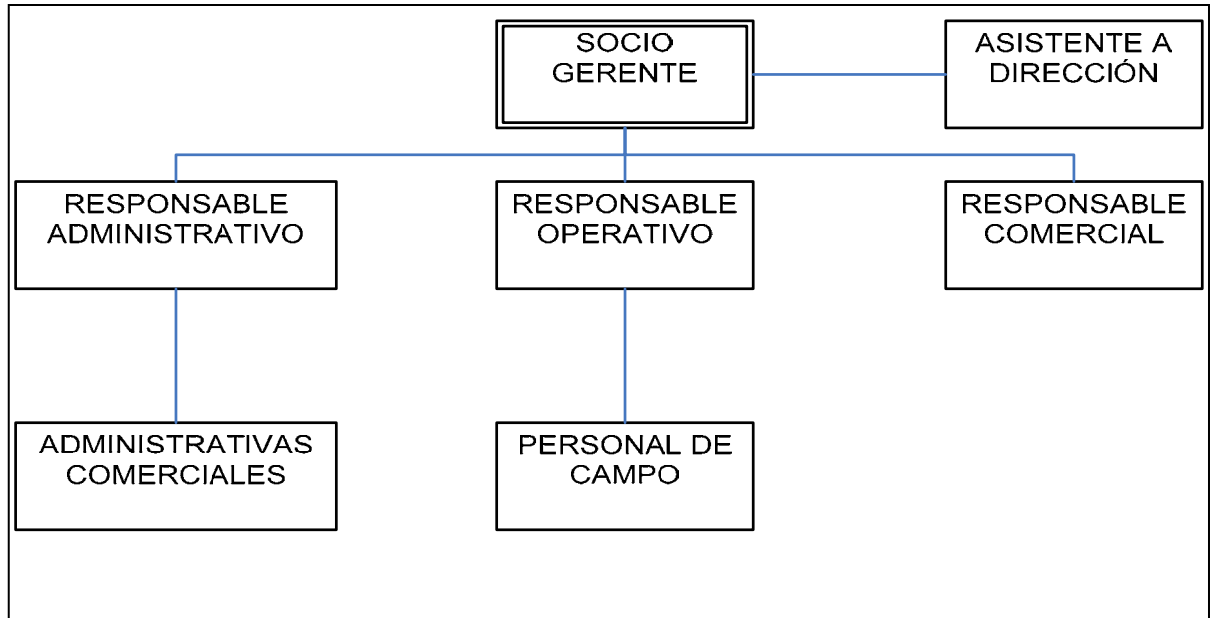 SOCIO
GERENTE
ASISTENTE A
DIRECCIÓN
RESPONSABLE
ADMINISTRATIVO
RESPONSABLE
OPERATIVO
RESPONSABLE
COMERCIAL
ADMINISTRATIVAS
COMERCIALES
PERSONAL DE
CAMPO